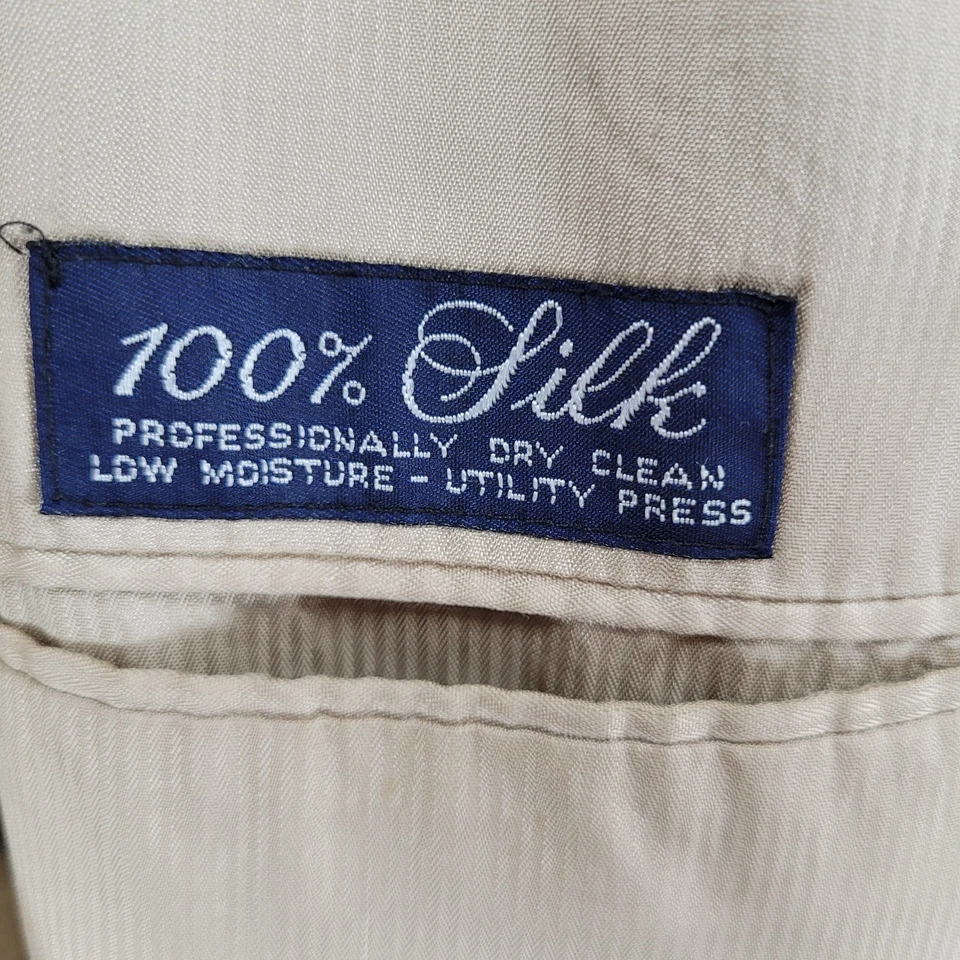 100% Silk
PROFESSIONALLY DRY CLEAN
LOW MOISTURE - UTILITY PRESS